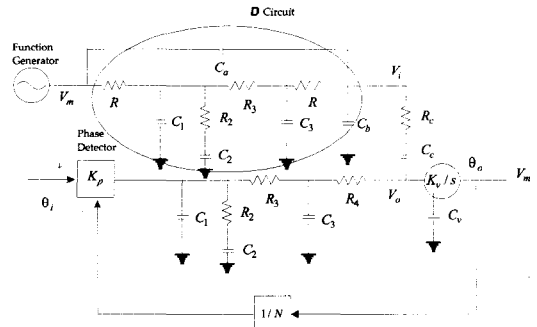 D Circuit
Function
Generator
V_m
R
C_a
R_3
R
V_i
C_1
R_2
C_3
C_b
R_c
C_2
C_c
Phase
Detector
θ_i
K_ρ
C_1
R_2
R_3
C_3
R_4
V_o
K_v/s
θ_o
V_m
C_v
C_2
1/N